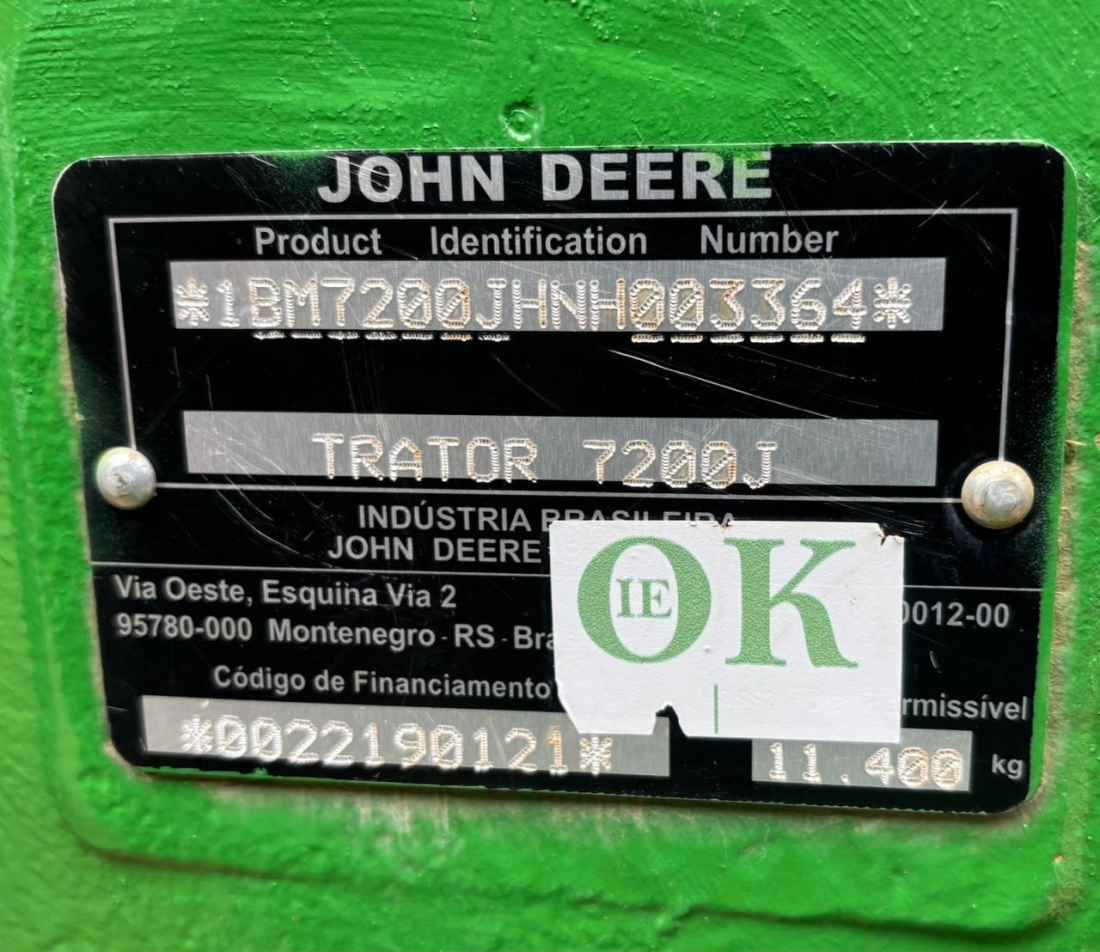 JOHN DEERE
Product Identification Number
*1BM7200JHNH003364*
TRATOR 7200J
INDÚSTRIA BRASILEIRA
JOHN DEERE
Via Oeste, Esquina Via 2
0012-00
95780-000 Montenegro - RS - Bra
OK
IE
Código de Financiamento
rmissível
*0022190121*
11.400 kg